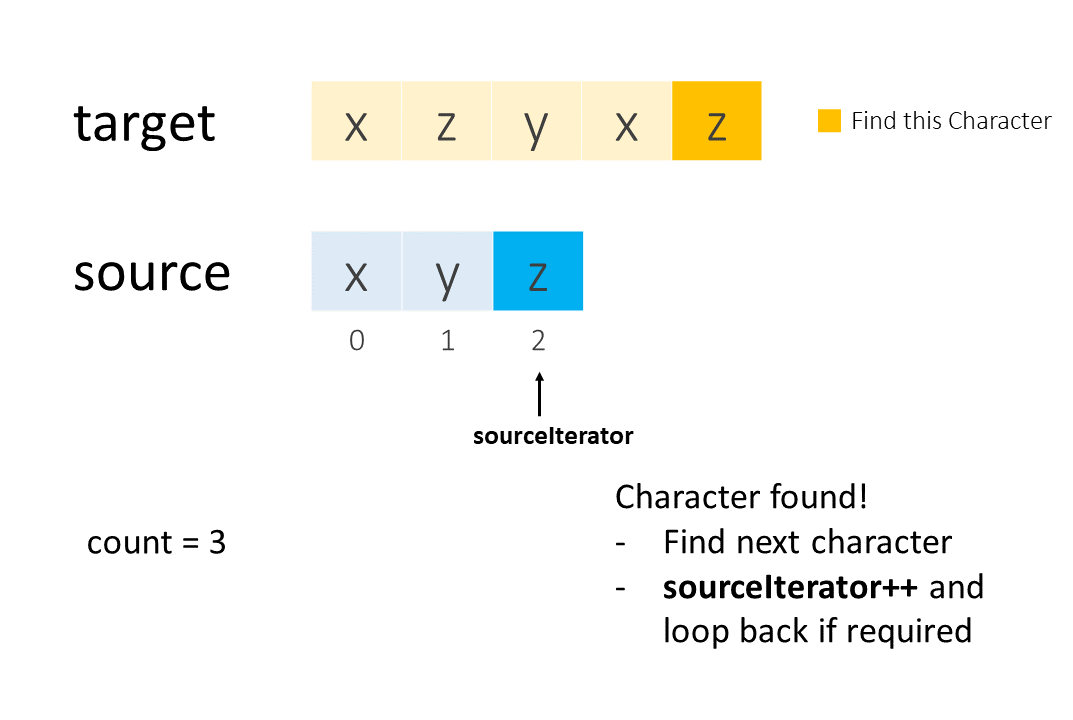 target x z y x z Find this Character
source x y z
0 1 2
sourceIterator
Character found!
count = 3 - Find next character
- sourceIterator++ and
loop back if required